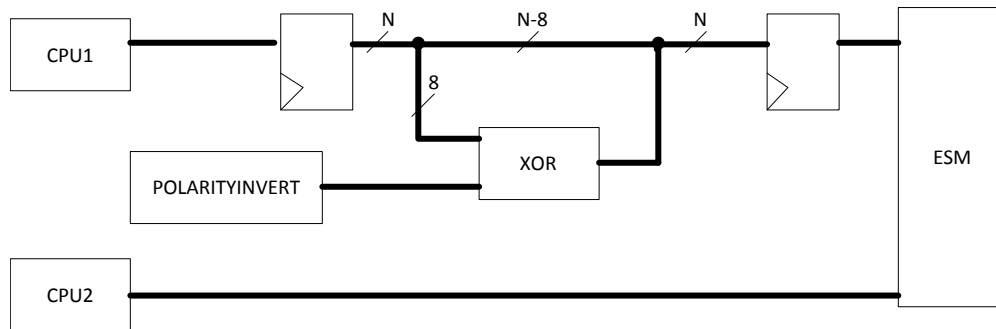 N
N-8
N
CPU1
8
XOR
ESM
POLARITYINVERT
CPU2